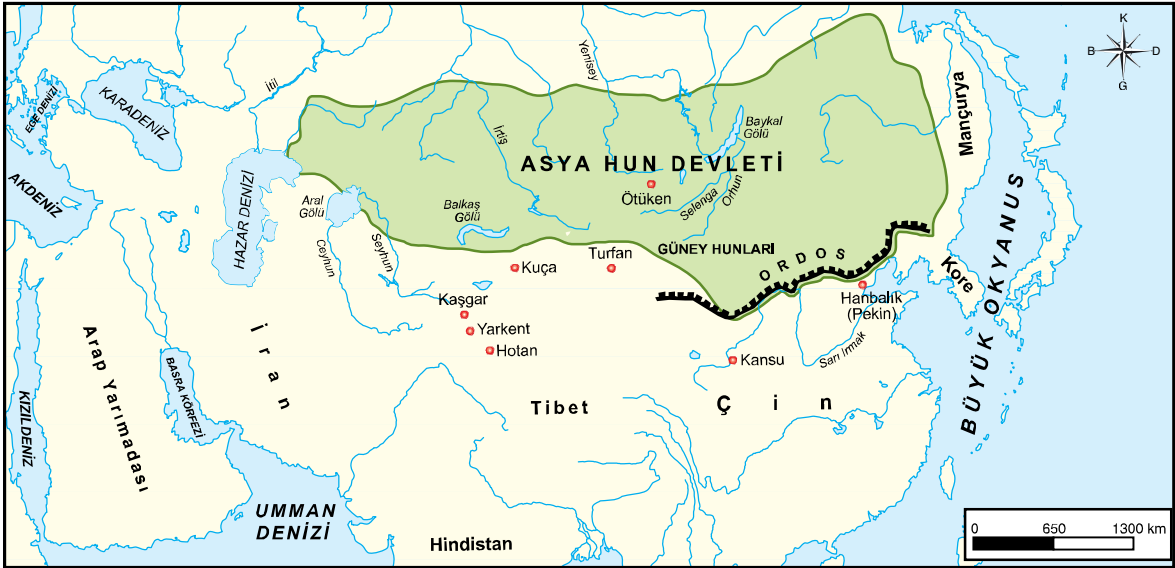 K
B
D
G
EGE DENİZİ
KARADENİZ
İtil
AKDENİZ
HAZAR DENİZİ
Aral
Gölü
Ceyhun
Seyhun
Balkaş
Gölü
İrtiş
Yenisey
ASYA HUN DEVLETİ
Ötüken
Selenga
Orhun
Baykal
Gölü
Mançurya
GÜNEY HUNLARI
ORDOS
Kuça
Turfan
Kaşgar
Yarkent
Hotan
Kansu
Hanbalık
(Pekin)
Sarı Irmak
Kore
BÜYÜK OKYANUS
İran
Arap Yarımadası
BASRA KÖRFEZİ
KIZILDENİZ
Tibet
Çin
UMMAN
DENİZİ
Hindistan
0 650 1300 km